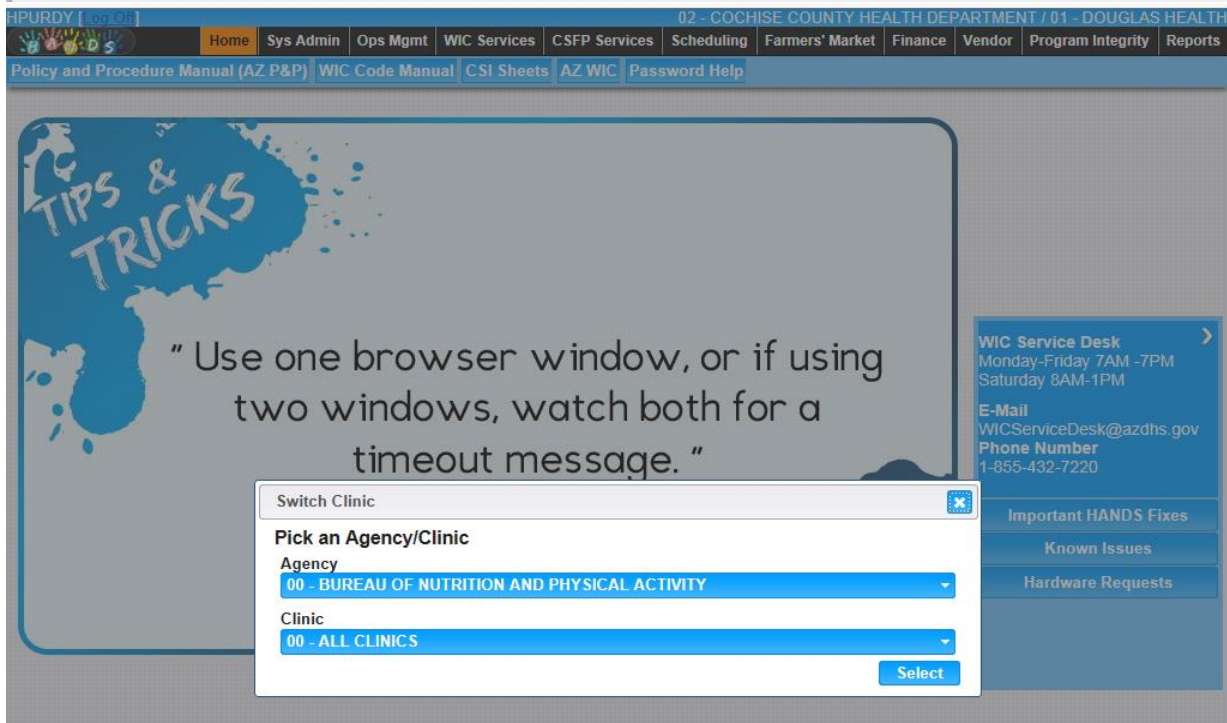 HPURDY [Log Off] 02 - COCHISE COUNTY HEALTH DEPARTMENT / 01 - DOUGLAS HEALTH
HANDS Home Sys Admin Ops Mgmt WIC Services CSFP Services Scheduling Farmers' Market Finance Vendor Program Integrity Reports
Policy and Procedure Manual (AZ P&P) WIC Code Manual CSI Sheets AZ WIC Password Help
TIPS &
TRICKS
" Use one browser window, or if using
two windows, watch both for a
timeout message. "
WIC Service Desk
Monday-Friday 7AM -7PM
Saturday 8AM-1PM
E-Mail
WICServiceDesk@azdhs.gov
Phone Number
1-855-432-7220
Important HANDS Fixes
Known Issues
Hardware Requests
Switch Clinic
Pick an Agency/Clinic
Agency
00 - BUREAU OF NUTRITION AND PHYSICAL ACTIVITY
Clinic
00 - ALL CLINICS
Select